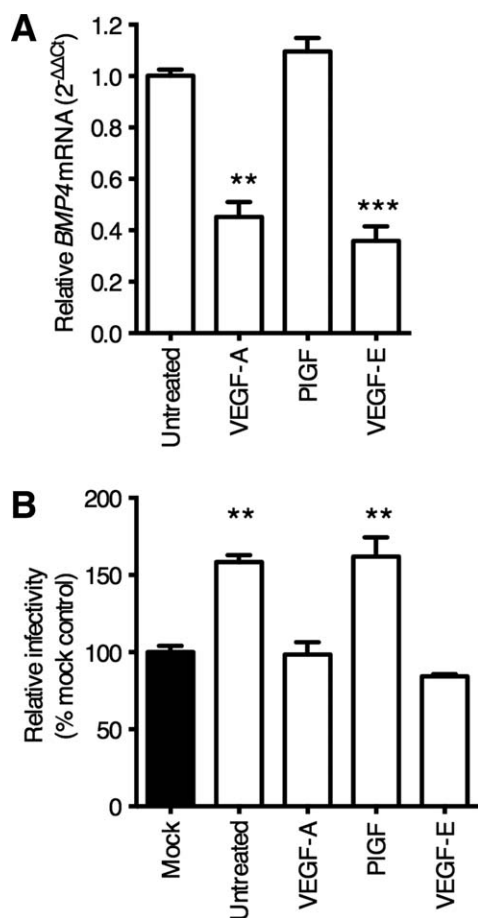 A
Relative BMP4 mRNA (2-ΔΔCt)
1.2
1.0
0.8
0.6
0.4
0.2
0.0
**
***
Untreated
VEGF-A
PlGF
VEGF-E
B
Relative infectivity
(% mock control)
200
150
100
50
0
**
**
Mock
Untreated
VEGF-A
PlGF
VEGF-E